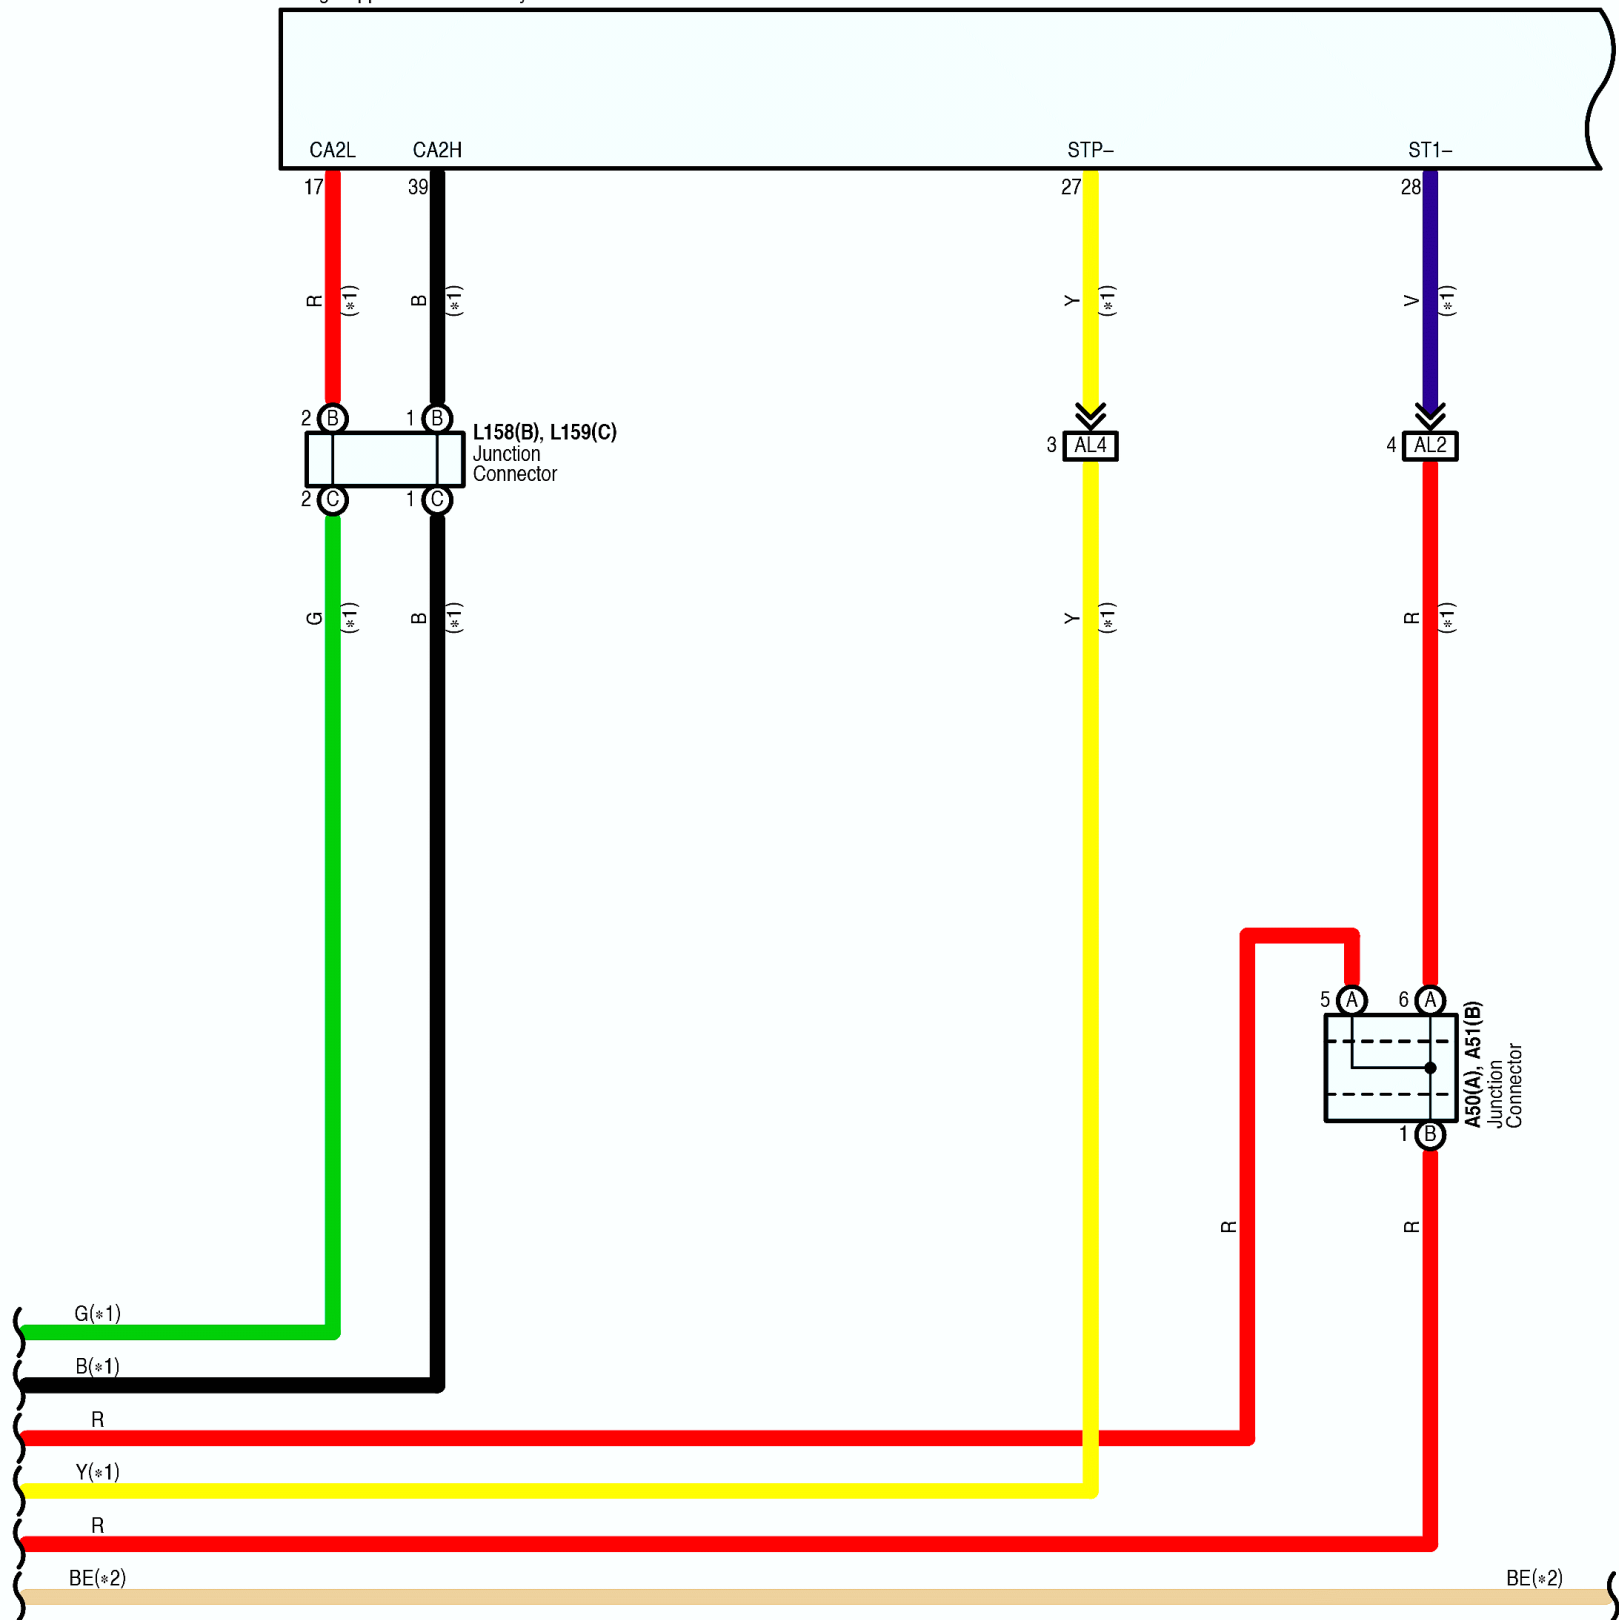 CA2L CA2H STP– ST1–
17 39 27 28
R (*1) B (*1) Y (*1) V (*1)
2 B 1 B
L158(B), L159(C)
Junction
Connector
3 AL4 4 AL2
2 C 1 C
G (*1) B (*1) Y (*1) R (*1)
5 A 6 A
A50(A), A51(B)
Junction
Connector
1 B
R R
G(*1)
B(*1)
R
Y(*1)
R
BE(*2) BE(*2)